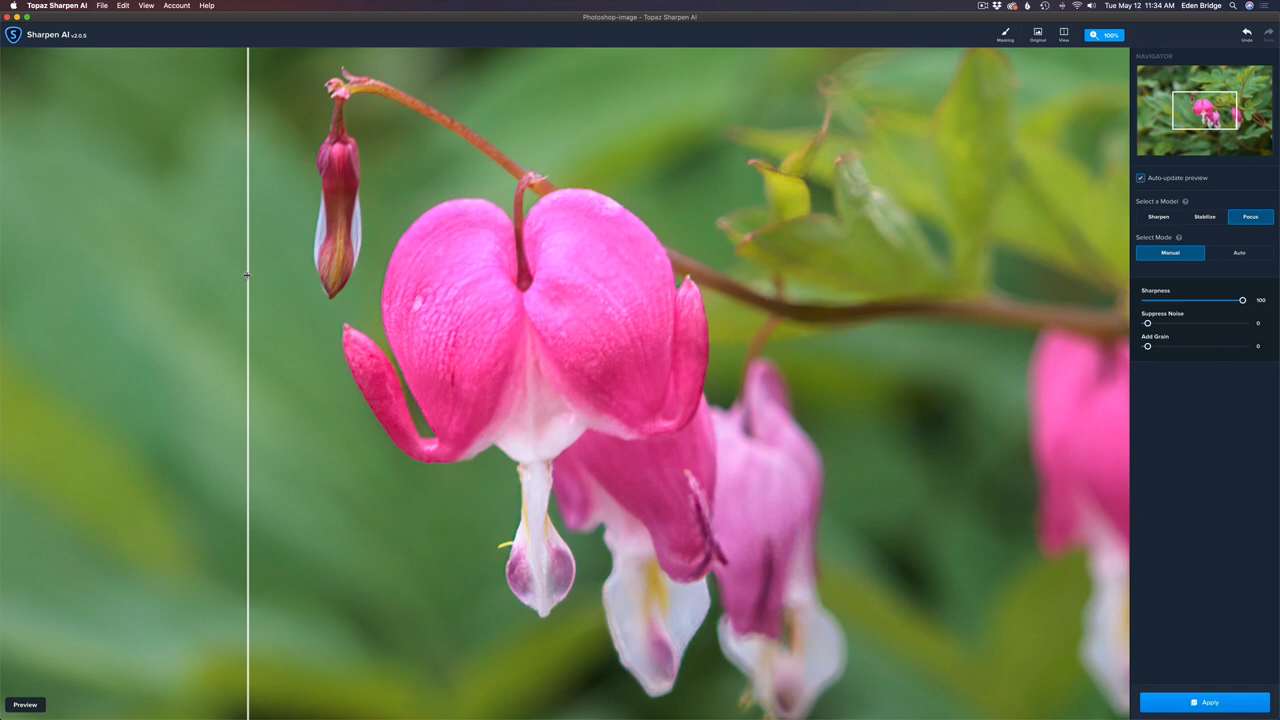 Topaz Sharpen AI File Edit View Account Help
Tue May 12 11:34 AM Eden Bridge
Photoshop-image - Topaz Sharpen AI
S Sharpen AI v2.0.5
Masking Original View 100% Undo
NAVIGATOR
Auto-update preview
Select a Model ?
Sharpen Stabilize Focus
Select Mode ?
Manual Auto
Sharpness
100
Suppress Noise
0
Add Grain
0
Preview
Apply